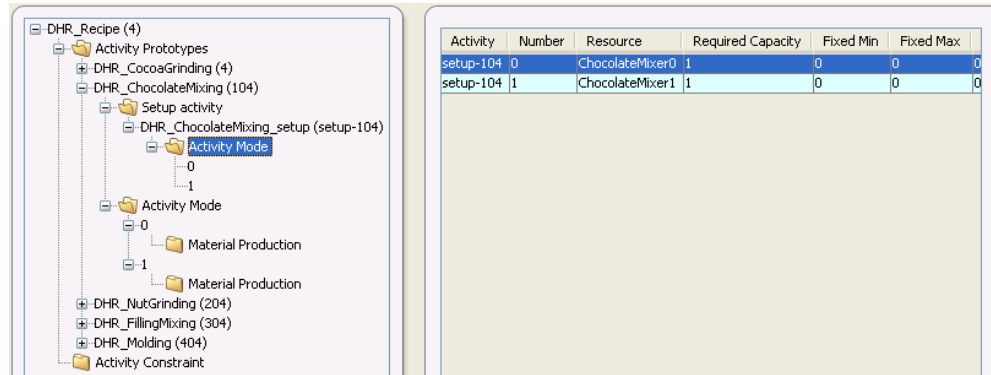 DHR_Recipe (4)
Activity Prototypes
DHR_CocoaGrinding (4)
DHR_ChocolateMixing (104)
Setup activity
DHR_ChocolateMixing_setup (setup-104)
Activity Mode
0
1
Activity Mode
0
Material Production
1
Material Production
DHR_NutGrinding (204)
DHR_FillingMixing (304)
DHR_Molding (404)
Activity Constraint
Activity Number Resource Required Capacity Fixed Min Fixed Max
setup-104 0 ChocolateMixer0 1 0 0 0
setup-104 1 ChocolateMixer1 1 0 0 0